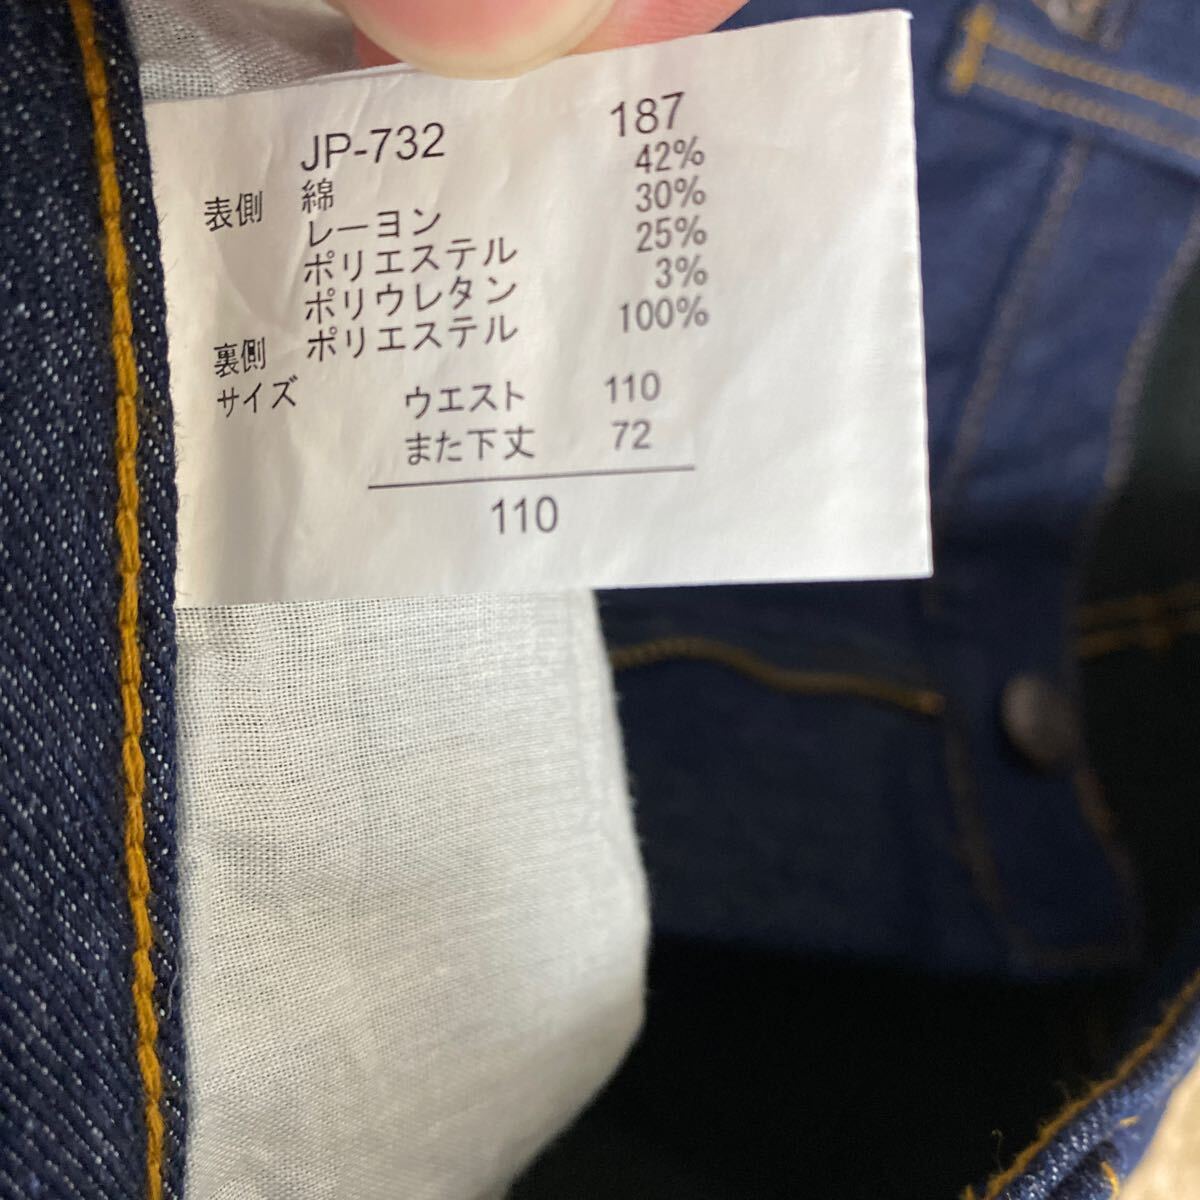 JP-732 187
表側 綿 42%
レーヨン 30%
ポリエステル 25%
ポリウレタン 3%
裏側 ポリエステル 100%
サイズ ウエスト 110
また下丈 72
110